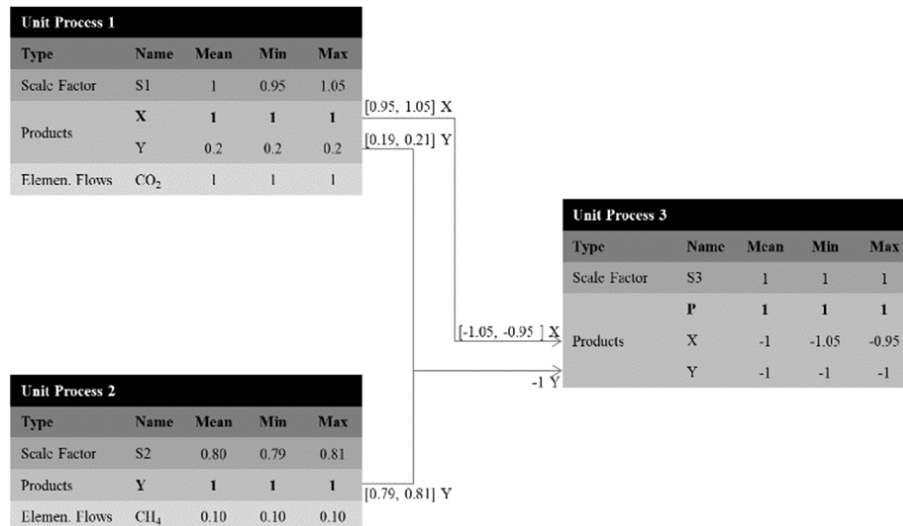 Unit Process 1
Type Name Mean Min Max
Scale Factor S1 1 0.95 1.05
Products X 1 1 1
Y 0.2 0.2 0.2
Elemen. Flows CO₂ 1 1 1
[0.95, 1.05] X
[0.19, 0.21] Y
Unit Process 3
Type Name Mean Min Max
Scale Factor S3 1 1 1
Products P 1 1 1
X -1 -1.05 -0.95
Y -1 -1 -1
[-1.05, -0.95 ] X
-1 Y
Unit Process 2
Type Name Mean Min Max
Scale Factor S2 0.80 0.79 0.81
Products Y 1 1 1
Elemen. Flows CH₄ 0.10 0.10 0.10
[0.79, 0.81] Y